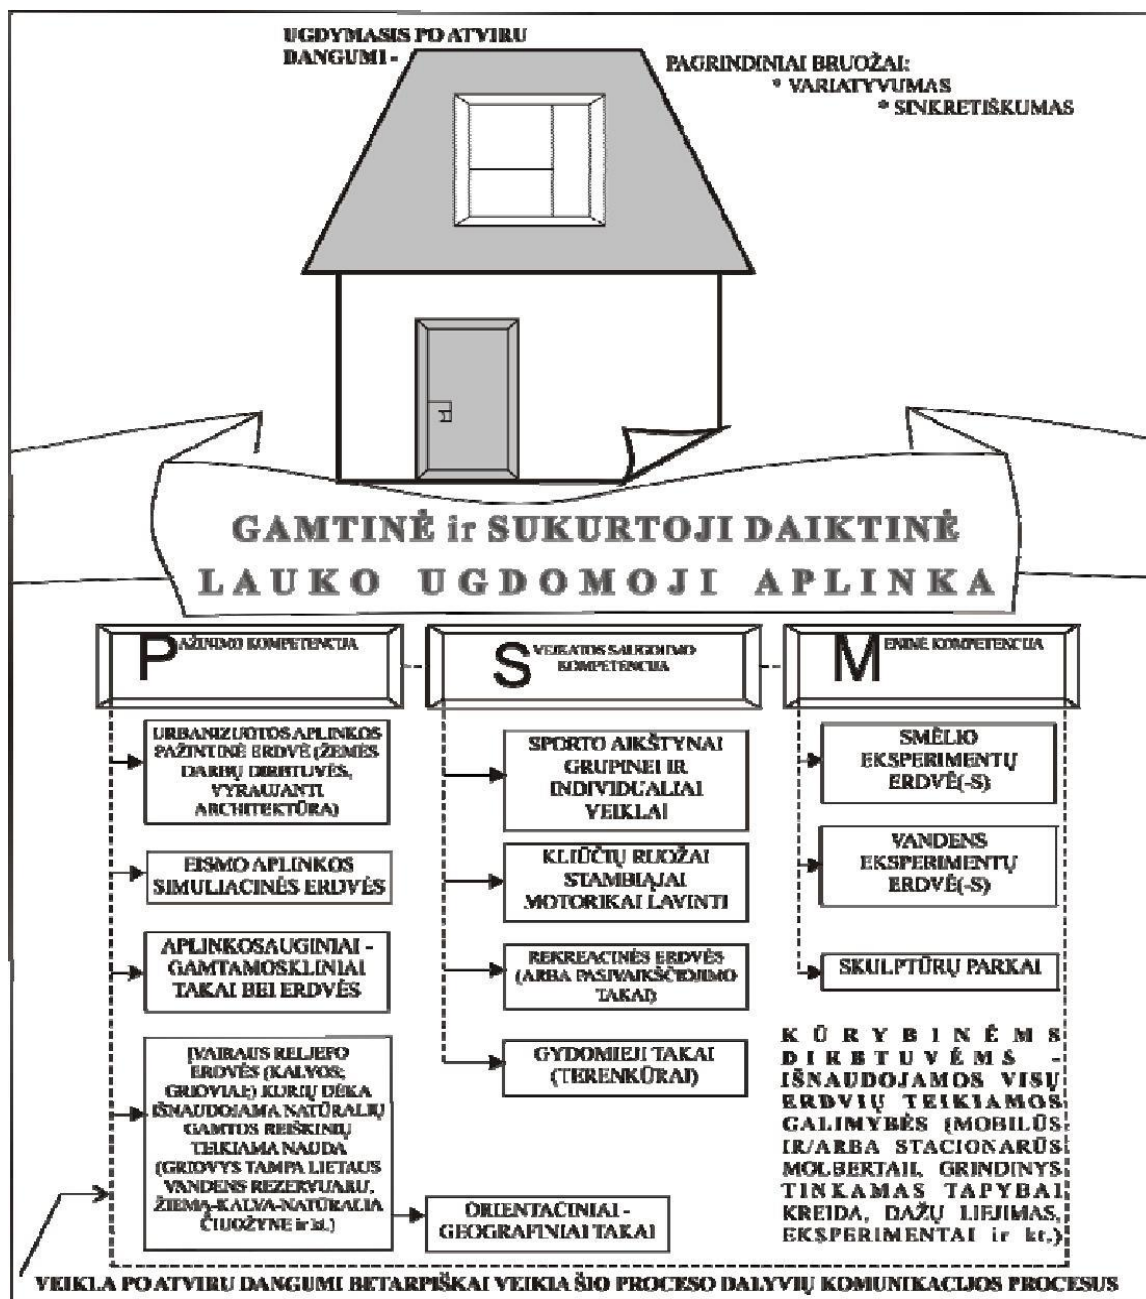 UGDYMASIS PO ATVIRU
DANGUMI -
PAGRINDINIAI BRUOŽAI:
* VARIATYVUMAS
* SINKRETIŠKUMAS
GAMTINĖ ir SUKURTOJI DAIKTINĖ
LAUKO UGDOMOJI APLINKA
PAŽINIMO KOMPETENCIJA
SVEIKATOS SAUGOJIMO
KOMPETENCIJA
MENINĖ KOMPETENCIJA
URBANIZUOTOS APLINKOS
PAŽINTINĖ ERDVĖ (ŽEMĖS
DARBŲ DIRBTUVĖS,
VYRAUJANTI
ARCHITEKTŪRA)
EISMO APLINKOS
SIMULIACINĖS ERDVĖS
APLINKOSAUGINIAI -
GAMTAMOSKLINIAI
TAKAI BEI ERDVĖS
ĮVAIRAUS RELJEFO
ERDVĖS (KALVOS;
GRIOVIAI;) KURIŲ DĖKA
IŠNAUDOJAMA NATŪRALIŲ
GAMTOS REIŠKINIŲ
TEIKIAMA NAUDA
(GRIOVYS TAMPA LIETAUS
VANDENS REZERVUARU,
ŽIEMĄ-KALVA-NATŪRALIA
ČIUOŽYNE ir kt.)
SPORTO AIKŠTYNAI
GRUPINEI IR
INDIVIDUALIAI
VEIKLAI
KLIŪČIŲ RUOŽAI
STAMBIĄJAI
MOTORIKAI LAVINTI
REKREACINĖS ERDVĖS
(ARBA PASIVAIKŠČIOJIMO
TAKAI)
GYDOMIEJI TAKAI
(TERENKŪRAI)
ORIENTAČINIAI -
GEOGRAFINIAI TAKAI
SMĖLIO
EKSPERIMENTŲ
ERDVĖ(-S)
VANDENS
EKSPERIMENTŲ
ERDVĖ(-S)
SKULPTŪRŲ PARKAI
KŪRYBINĖMS
DIRBTUVĖMS -
IŠNAUDOJAMOS VISŲ
ERDVIŲ TEIKIAMOS
GALIMYBĖS (MOBILŪS
IR/ARBA STACIONARŪS
MOLBERTAI, GRINDINYS
TINKAMAS TAPYBAI
KREIDA, DAŽŲ LIEJIMAS,
EKSPERIMENTAI ir kt.)
VEIKLA PO ATVIRU DANGUMI BETARPIŠKAI VEIKIA ŠIO PROCESO DALYVIŲ KOMUNIKACIJOS PROCESUS